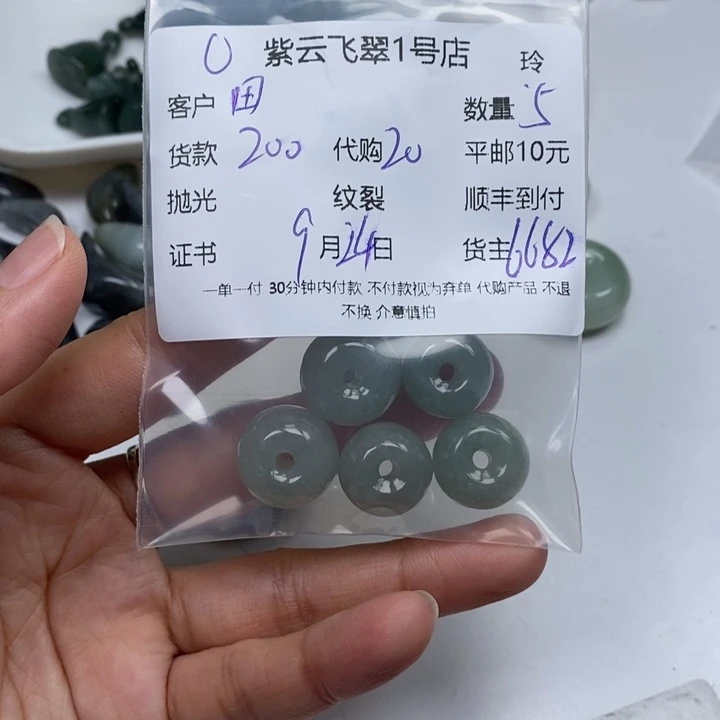 0 紫云飞翠1号店 玲
客户 田 数量 5
货款 200 代购 20 平邮10元
抛光 纹裂 顺丰到付
证书 9月24日 货主 6682
一单一付 30分钟内付款 不付款视为弃单 代购产品 不退
不换 介意慎拍